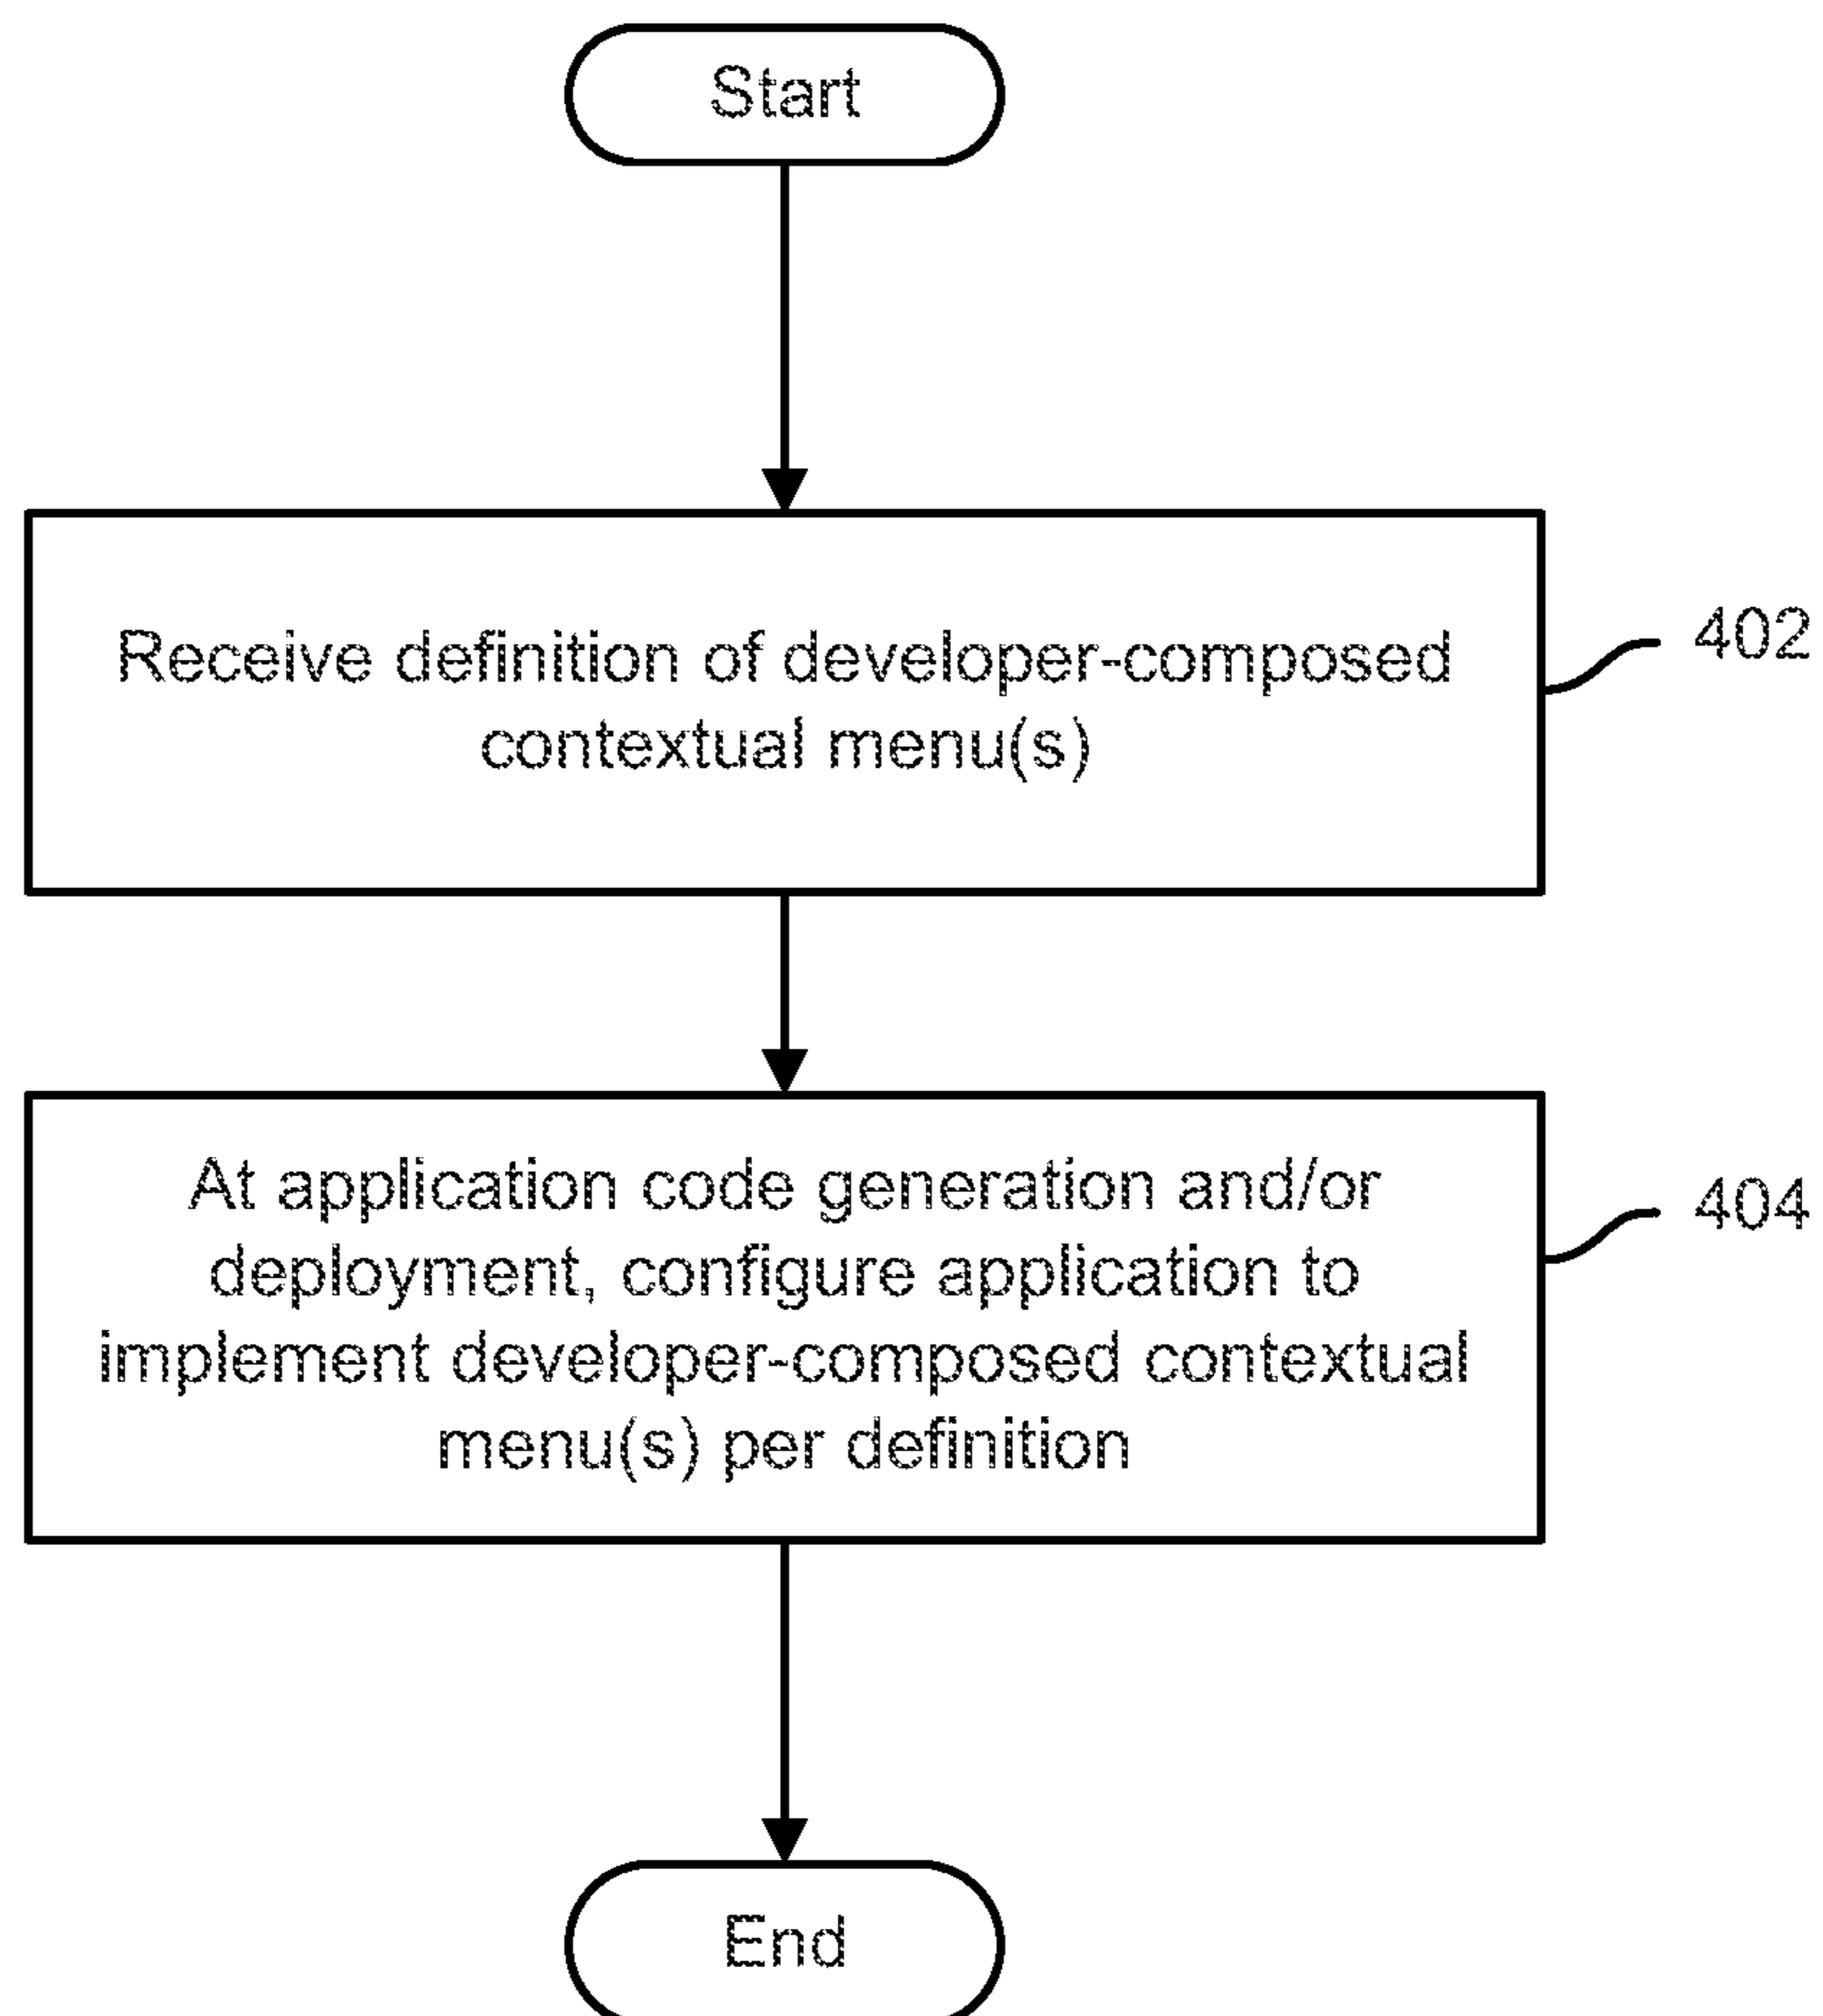 Start
Receive definition of developer-composed
contextual menu(s)
402
At application code generation and/or
deployment, configure application to
implement developer-composed contextual
menu(s) per definition
404
End